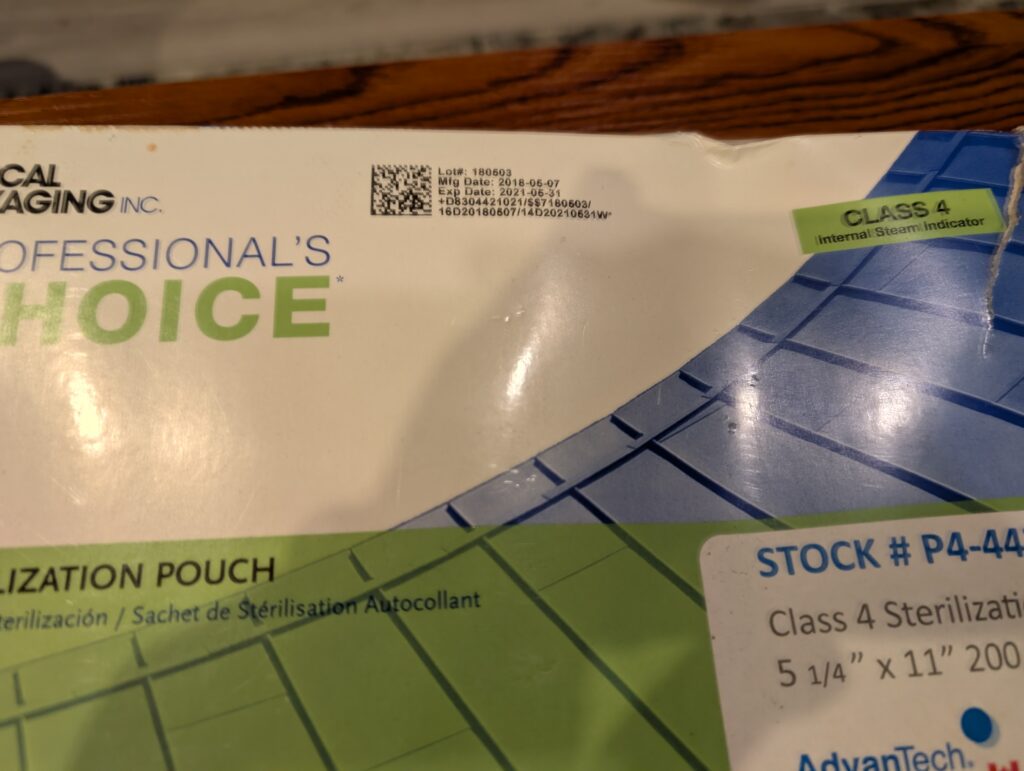 CAL
AGING INC.
Lot#: 180503
Mfg Date: 2018-05-07
Exp Date: 2021-05-31
+D8304421021/$$7180503/
16D20180507/14D20210531W*
CLASS 4
Internal Steam Indicator
OFESSIONAL'S
HOICE*
LIZATION POUCH
terilización / Sachet de Stérilisation Autocollant
STOCK # P4-44
Class 4 Sterilizati
5 1/4" x 11" 200
AdvanTech